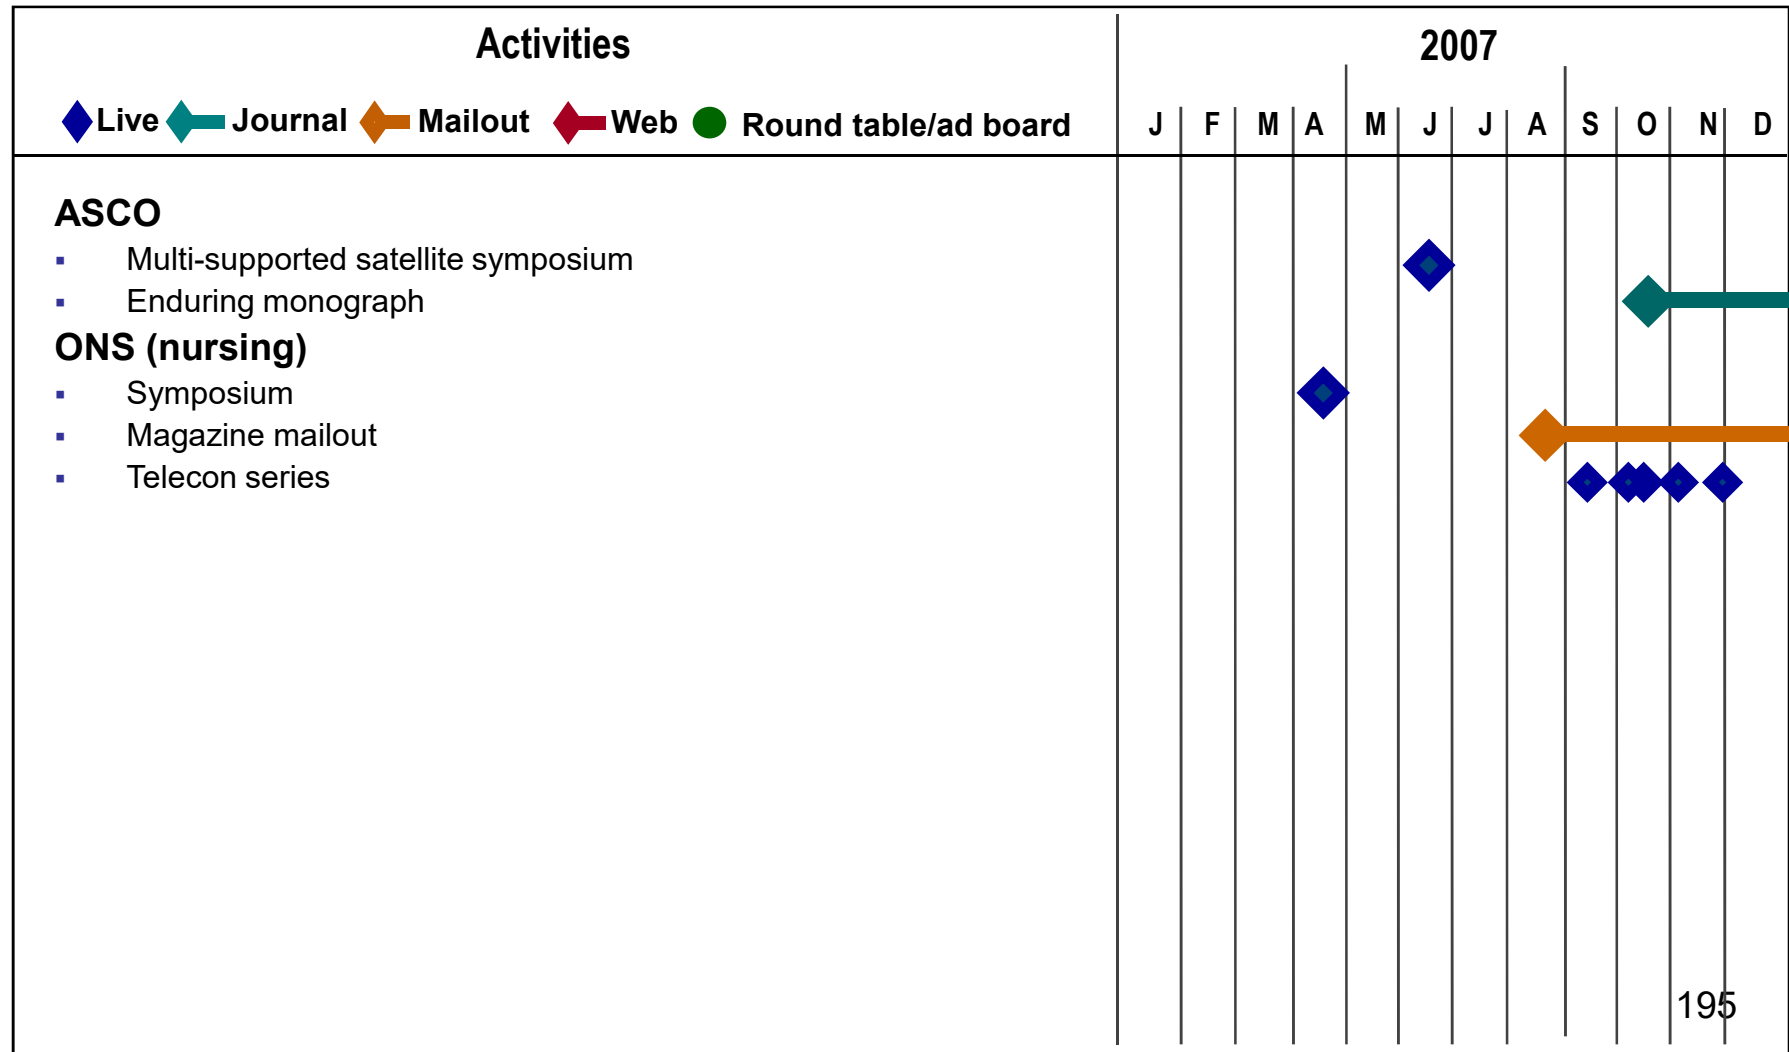 Activities
2007
Live Journal Mailout Web Round table/ad board
J F M A M J J A S O N D
ASCO
▪ Multi-supported satellite symposium
▪ Enduring monograph
ONS (nursing)
▪ Symposium
▪ Magazine mailout
▪ Telecon series
195